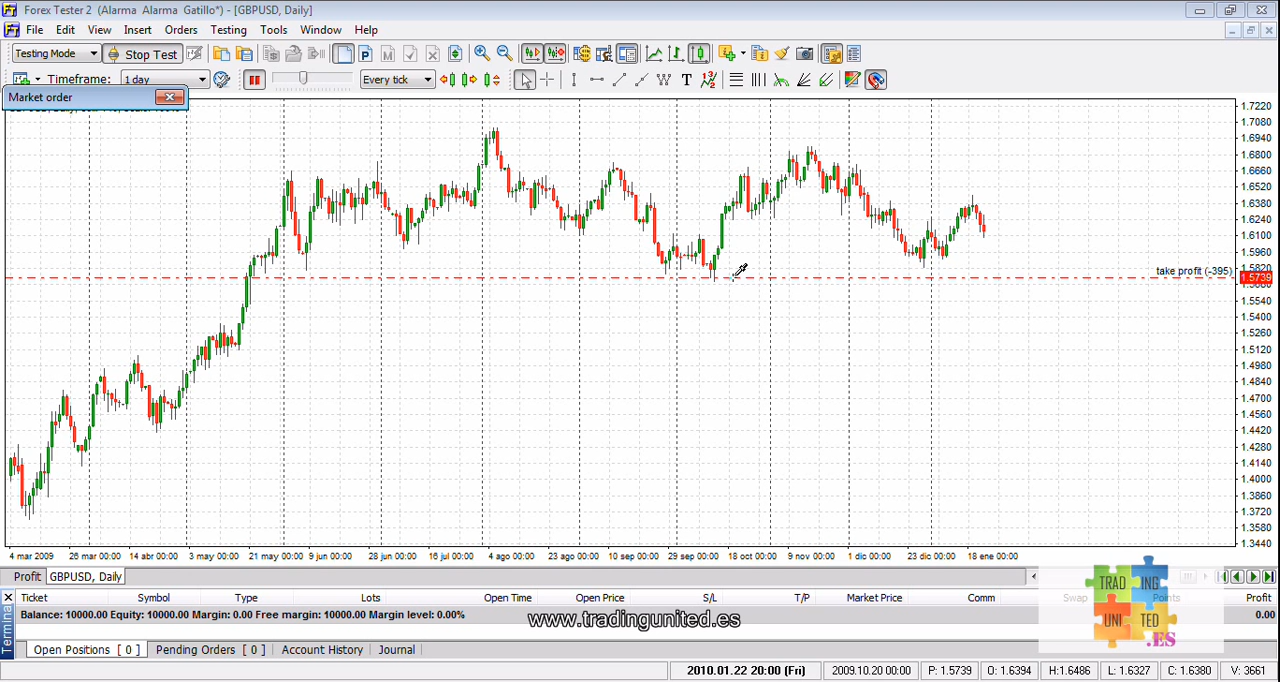 Forex Tester 2 (Alarma Alarma Gatillo*) - [GBPUSD, Daily]
File Edit View Insert Orders Testing Tools Window Help
Testing Mode Stop Test
Timeframe: 1 day Every tick
Market order
1.7220
1.7080
1.6940
1.6800
1.6660
1.6520
1.6380
1.6240
1.6100
1.5960
1.5820
take profit (-395)
1.5739
1.5540
1.5400
1.5260
1.5120
1.4980
1.4840
1.4700
1.4560
1.4420
1.4280
1.4140
1.4000
1.3860
1.3720
1.3580
1.3440
4 mar 2009 26 mar 00:00 14 abr 00:00 3 may 00:00 21 may 00:00 9 jun 00:00 28 jun 00:00 16 jul 00:00 4 ago 00:00 23 ago 00:00 10 sep 00:00 29 sep 00:00 18 oct 00:00 9 nov 00:00 1 dic 00:00 23 dic 00:00 18 ene 00:00
Profit GBPUSD, Daily
Ticket Symbol Type Lots Open Time Open Price S/L T/P Market Price Comm Swap Points Profit
Balance: 10000.00 Equity: 10000.00 Margin: 0.00 Free margin: 10000.00 Margin level: 0.00% 0.00
www.tradingunited.es
TRADING
UNITED
.ES
Terminal
Open Positions [ 0 ] Pending Orders [ 0 ] Account History Journal
2010.01.22 20:00 (Fri) 2009.10.20 00:00 P: 1.5739 O: 1.6394 H:1.6486 L: 1.6327 C: 1.6380 V: 3661